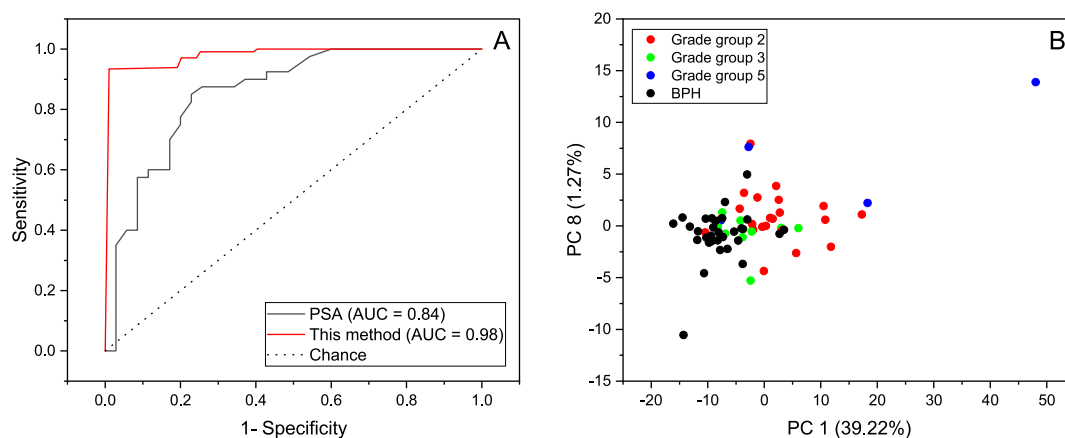 A
1.0
0.8
0.6
0.4
0.2
0.0
Sensitivity
PSA (AUC = 0.84)
This method (AUC = 0.98)
Chance
0.0 0.2 0.4 0.6 0.8 1.0
1- Specificity
B
20
15
10
5
0
-5
-10
-15
PC 8 (1.27%)
Grade group 2
Grade group 3
Grade group 5
BPH
-20 -10 0 10 20 30 40 50
PC 1 (39.22%)